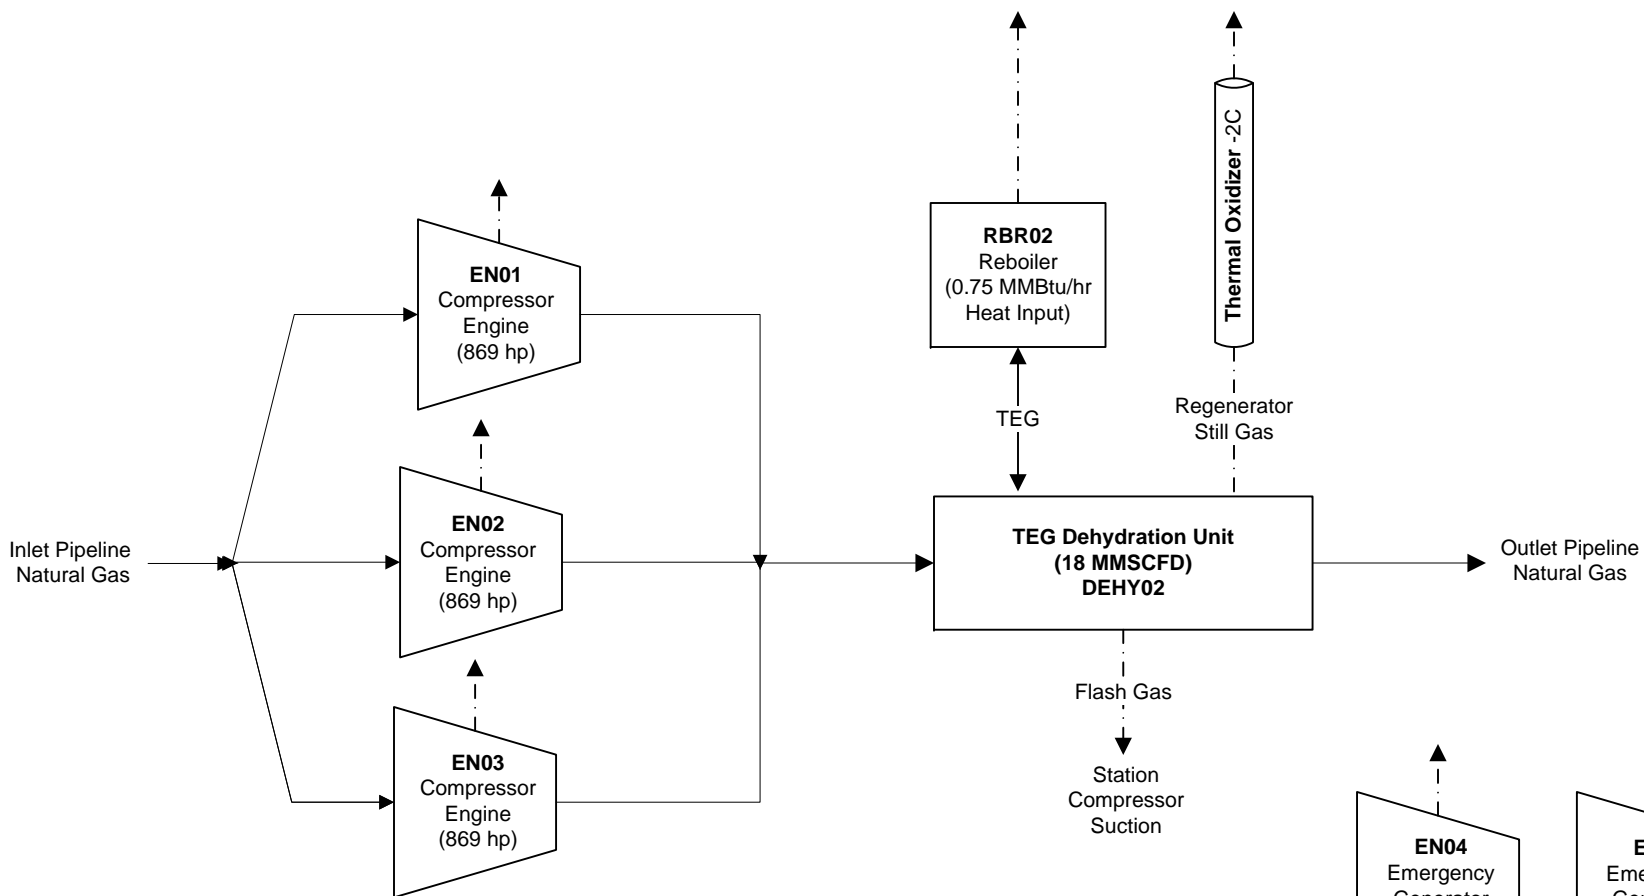 Thermal Oxidizer -2C
RBR02
Reboiler
(0.75 MMBtu/hr
Heat Input)
EN01
Compressor
Engine
(869 hp)
TEG
Regenerator
Still Gas
EN02
Compressor
Engine
(869 hp)
Inlet Pipeline
Natural Gas
TEG Dehydration Unit
(18 MMSCFD)
DEHY02
Outlet Pipeline
Natural Gas
Flash Gas
EN03
Compressor
Engine
(869 hp)
Station
Compressor
Suction
EN04
Emergency
Generator